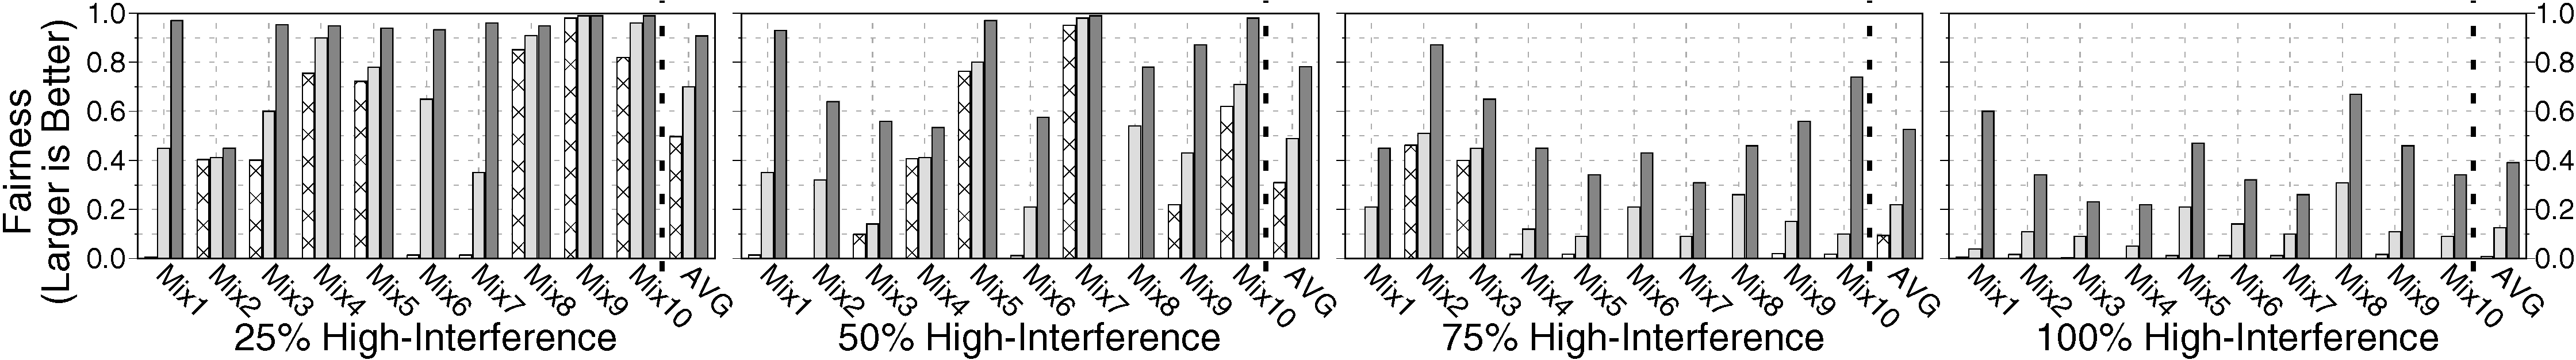 Fairness
(Larger is Better)
1.0
0.8
0.6
0.4
0.2
0.0
Mix1 Mix2 Mix3 Mix4 Mix5 Mix6 Mix7 Mix8 Mix9 Mix10 AVG
25% High-Interference
Mix1 Mix2 Mix3 Mix4 Mix5 Mix6 Mix7 Mix8 Mix9 Mix10 AVG
50% High-Interference
Mix1 Mix2 Mix3 Mix4 Mix5 Mix6 Mix7 Mix8 Mix9 Mix10 AVG
75% High-Interference
Mix1 Mix2 Mix3 Mix4 Mix5 Mix6 Mix7 Mix8 Mix9 Mix10 AVG
100% High-Interference
1.0
0.8
0.6
0.4
0.2
0.0